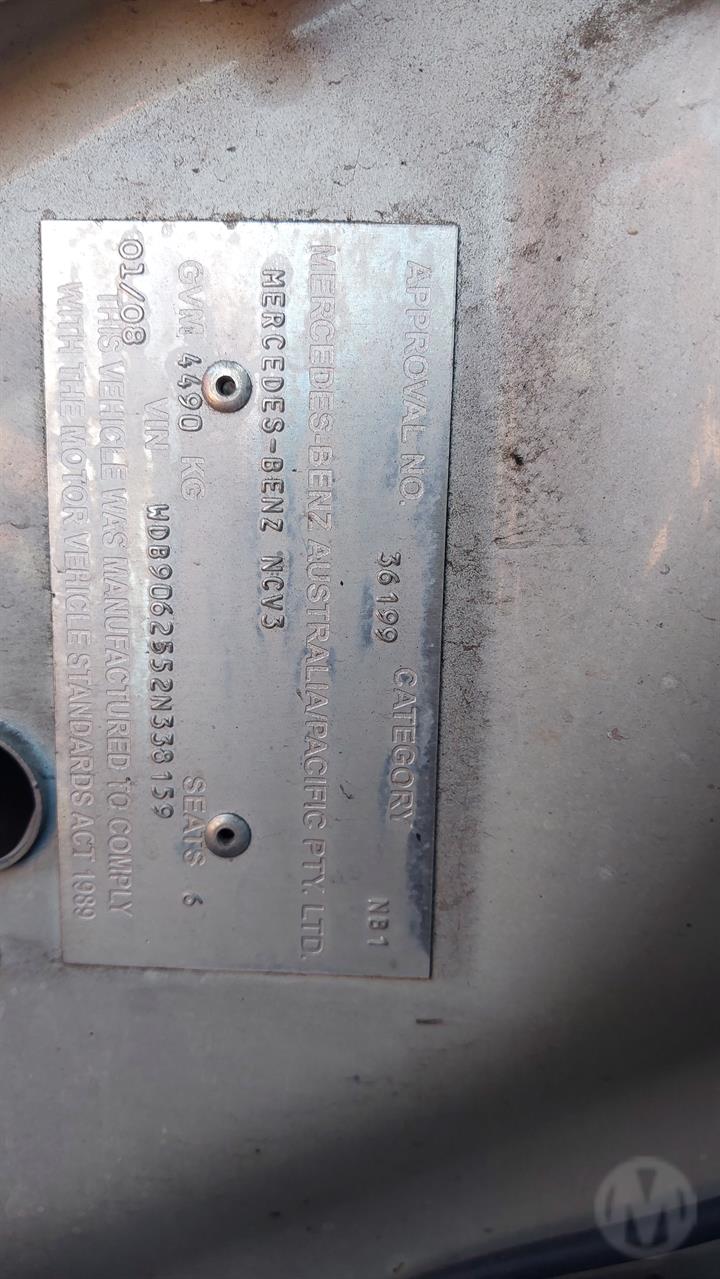 APPROVAL NO. 36199 CATEGORY NB1
MERCEDES-BENZ AUSTRALIA/PACIFIC PTY. LTD.
MERCEDES-BENZ NCV3
GVM 4490 KG SEATS 6
VIN WDB9062552N338159
01/08 THIS VEHICLE WAS MANUFACTURED TO COMPLY
WITH THE MOTOR VEHICLE STANDARDS ACT 1989
M